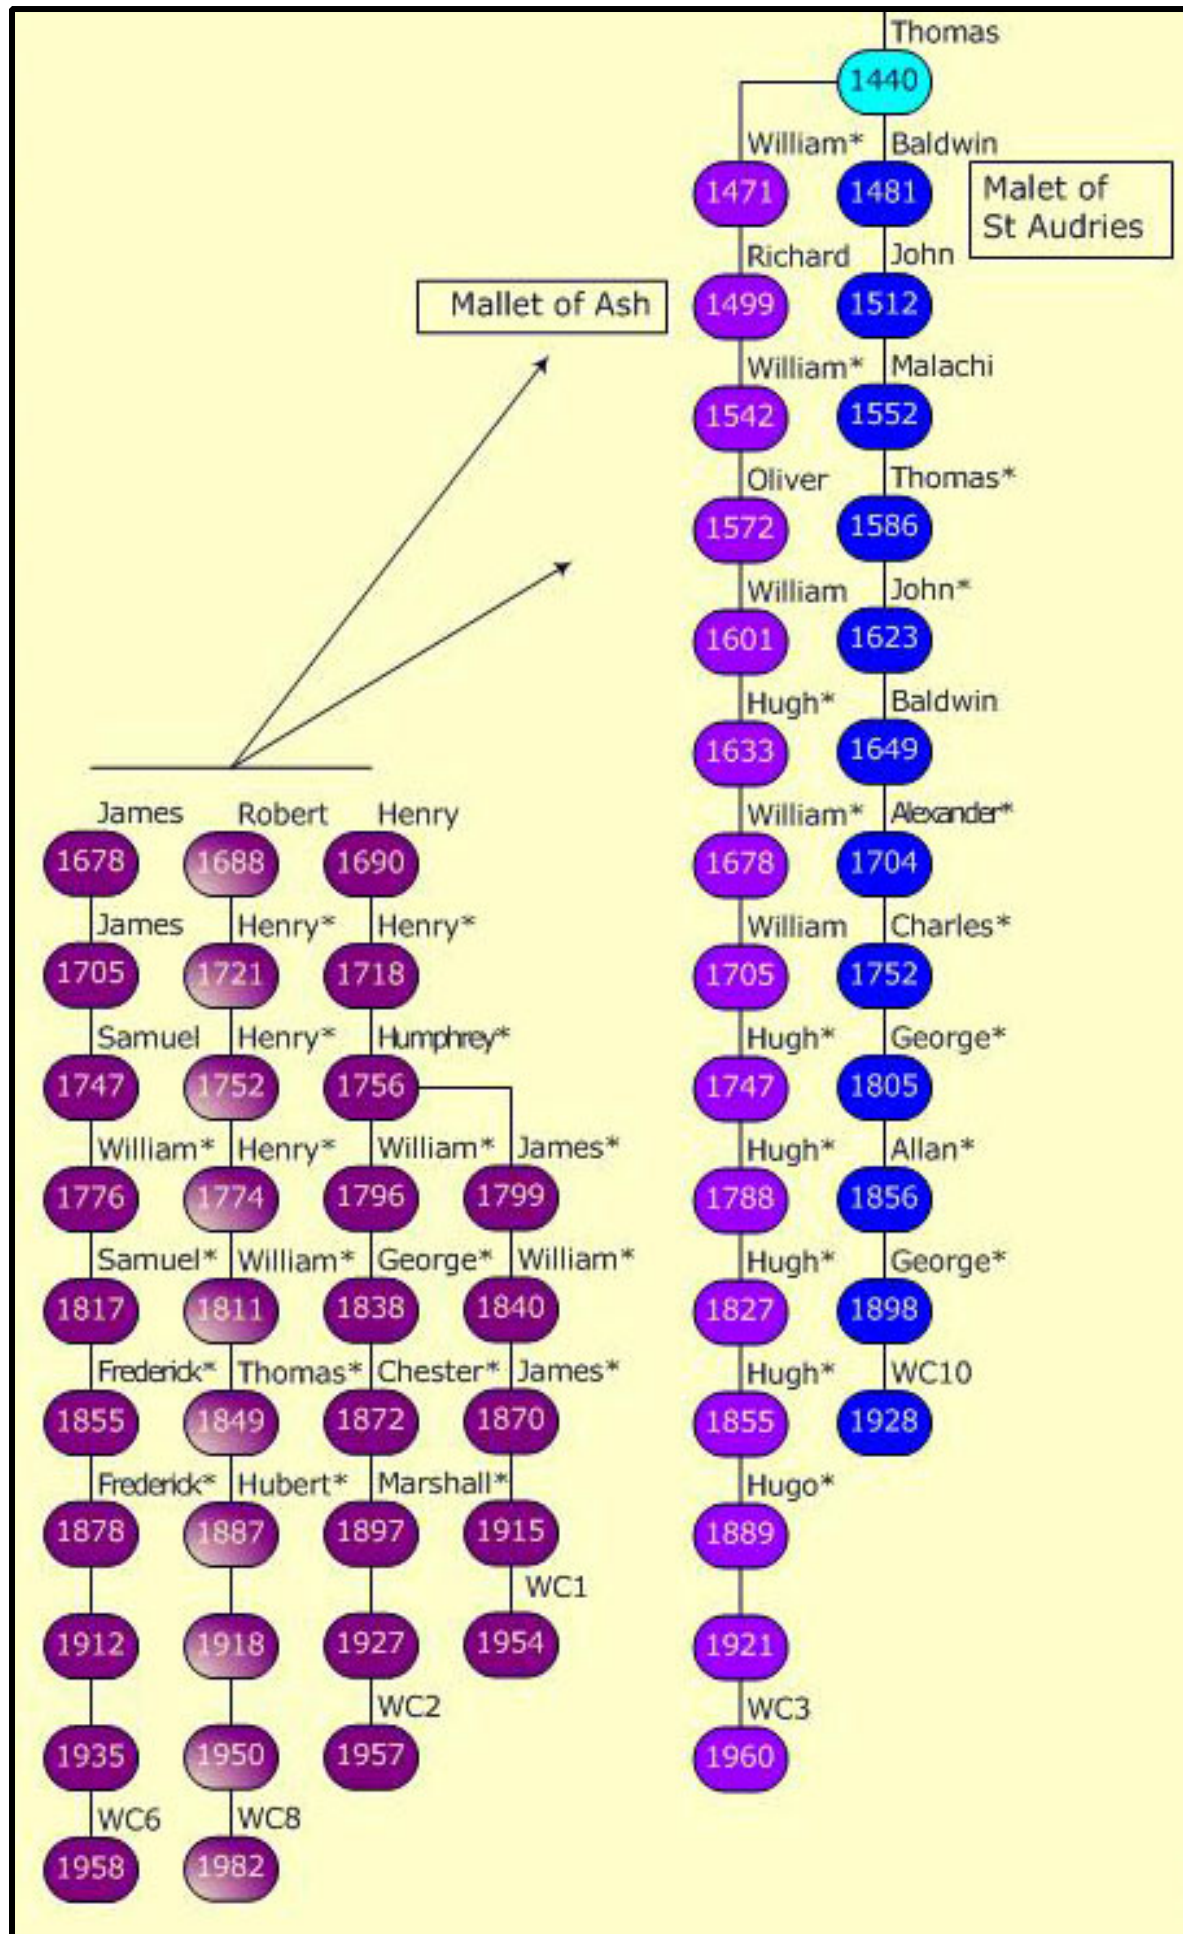 Thomas
1440
William* Baldwin
1471 1481
Malet of
St Audries
Richard John
Mallet of Ash
1499 1512
William* Malachi
1542 1552
Oliver Thomas*
1572 1586
William John*
1601 1623
Hugh* Baldwin
1633 1649
James Robert Henry William* Alexander*
1678 1688 1690 1678 1704
James Henry* Henry* William Charles*
1705 1721 1718 1705 1752
Samuel Henry* Humphrey* Hugh* George*
1747 1752 1756 1747 1805
William* Henry* William* James* Hugh* Allan*
1776 1774 1796 1799 1788 1856
Samuel* William* George* William* Hugh* George*
1817 1811 1838 1840 1827 1898
Frederick* Thomas* Chester* James* Hugh* WC10
1855 1849 1872 1870 1855 1928
Frederick* Hubert* Marshall* Hugo*
1878 1887 1897 1915 1889
WC1
1912 1918 1927 1954 1921
WC2 WC3
1935 1950 1957 1960
WC6 WC8
1958 1982